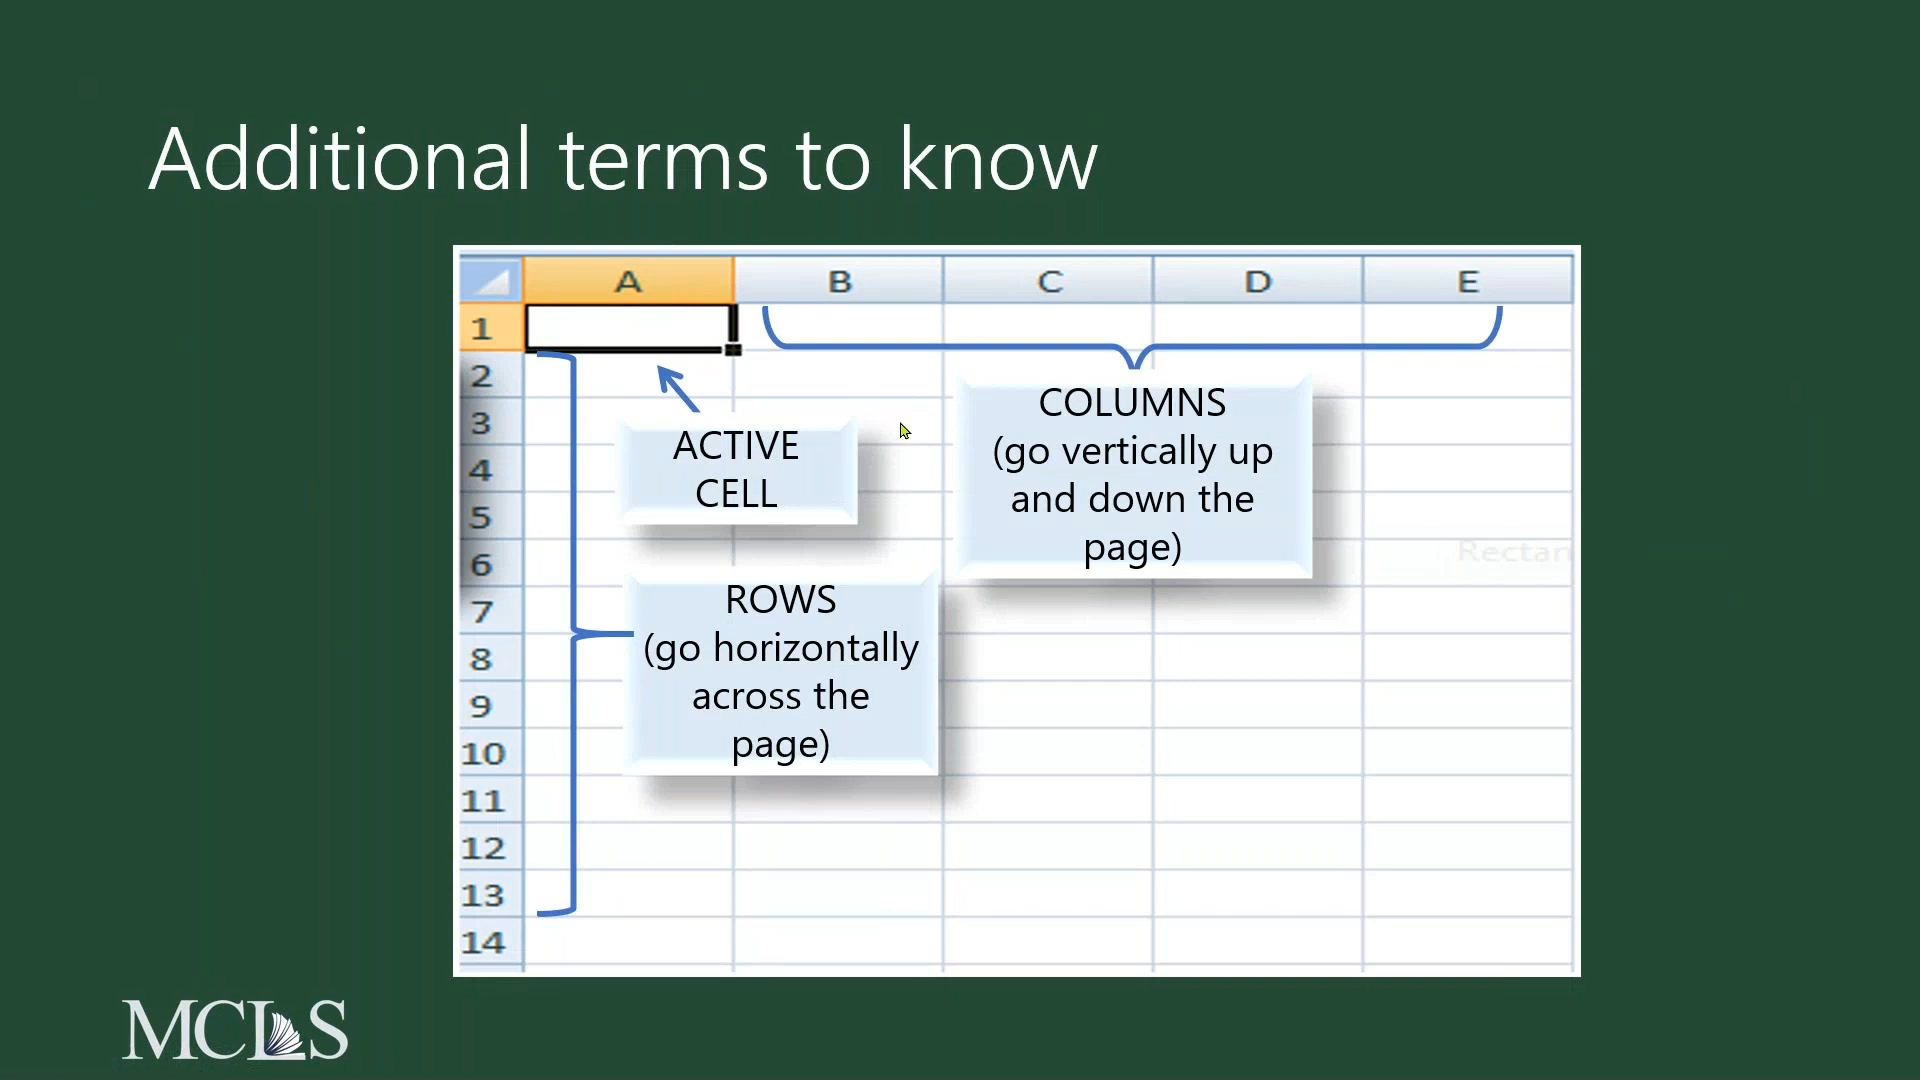 Additional terms to know
A B C D E
1
2
3
4
5
6
7
8
9
10
11
12
13
14
ACTIVE
CELL
COLUMNS
(go vertically up
and down the
page)
Rectan
ROWS
(go horizontally
across the
page)
MCLS